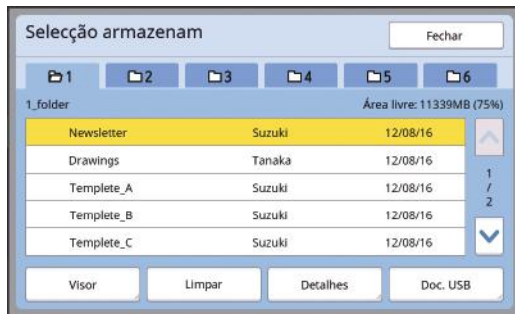 Selecção armazenam Fechar
1 2 3 4 5 6
1_folder Área livre: 11339MB (75%)
Newsletter Suzuki 12/08/16
Drawings Tanaka 12/08/16
Templete_A Suzuki 12/08/16
Templete_B Suzuki 12/08/16
Templete_C Suzuki 12/08/16
1
/
2
Visor Limpar Detalhes Doc. USB